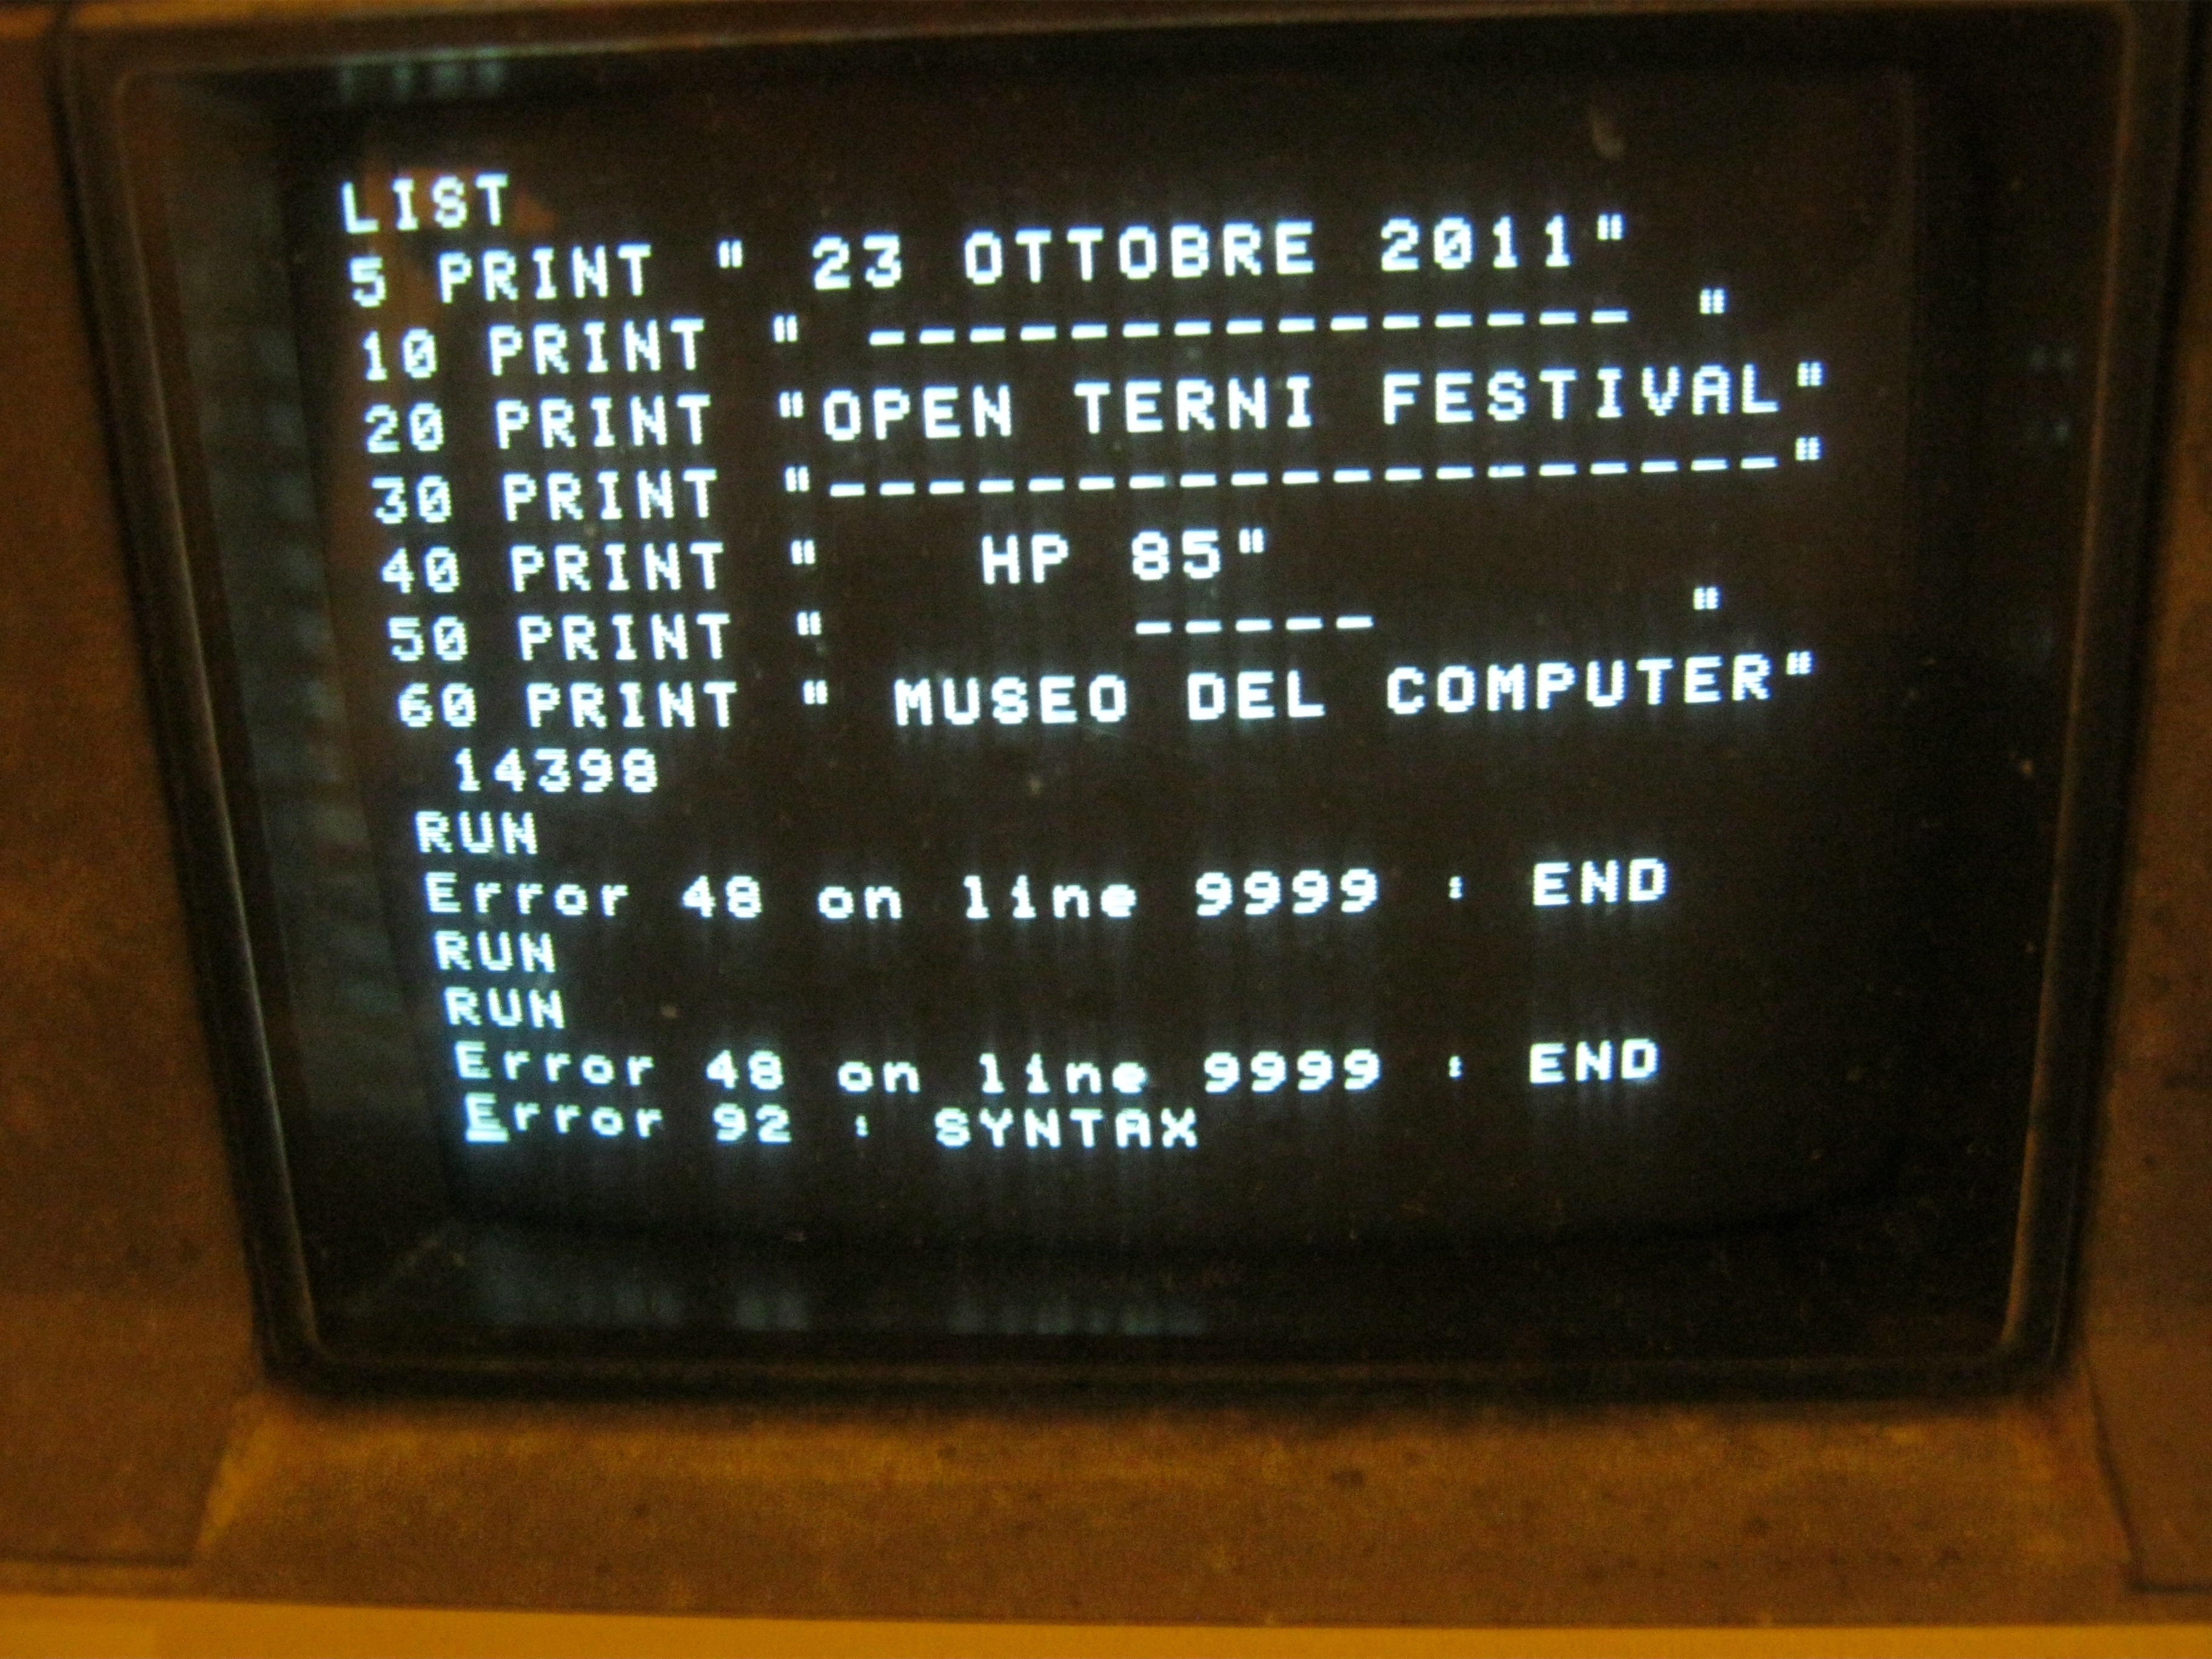 LIST
5 PRINT " 23 OTTOBRE 2011"
10 PRINT " ---------------- "
20 PRINT "OPEN TERNI FESTIVAL"
30 PRINT "-------------------"
40 PRINT "   HP 85"
50 PRINT "      -----      "
60 PRINT " MUSEO DEL COMPUTER"
 14398
RUN
Error 48 on line 9999 : END
RUN
RUN
Error 48 on line 9999 : END
Error 92 : SYNTAX